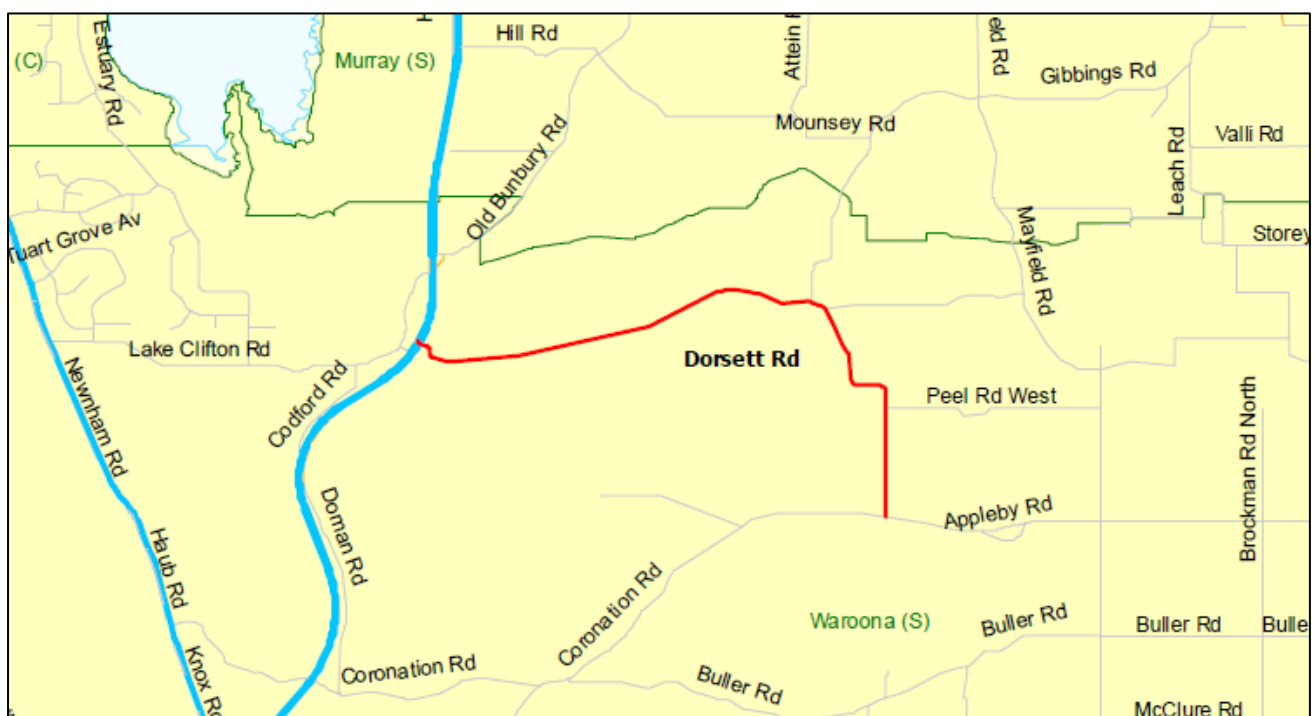 Hill Rd
(C)
Murray (S)
Estuary Rd
H
Attein R
eld Rd
Gibbings Rd
Mounsey Rd
Valli Rd
Leach Rd
Old Bunbury Rd
Tuart Grove Av
Mayfield Rd
Storey
Lake Clifton Rd
Dorsett Rd
Newnham Rd
Codford Rd
Peel Rd West
Brockman Rd North
Appleby Rd
Doman Rd
Haub Rd
Coronation Rd
Waroona (S)
Buller Rd
Buller Rd
Bulle
Knox Rd
Coronation Rd
Buller Rd
McClure Rd